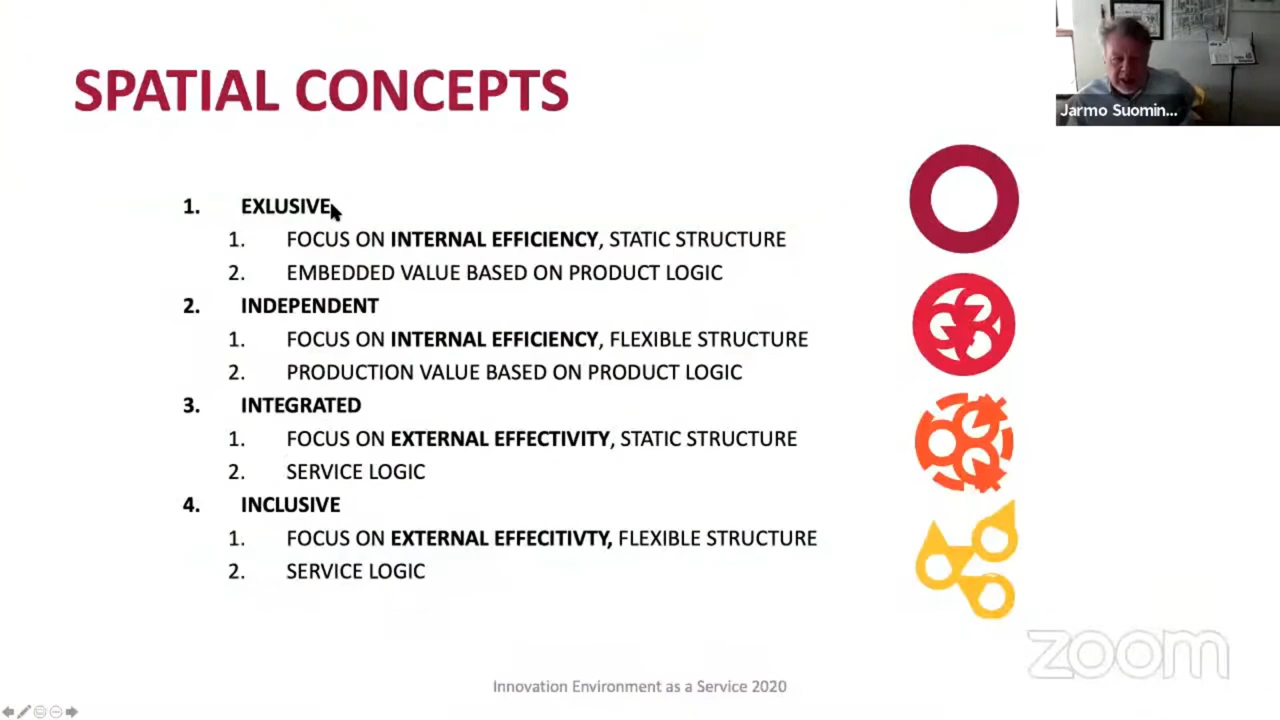 SPATIAL CONCEPTS
Jarmo Suomin...
1. EXLUSIVE
1. FOCUS ON INTERNAL EFFICIENCY, STATIC STRUCTURE
2. EMBEDDED VALUE BASED ON PRODUCT LOGIC
2. INDEPENDENT
1. FOCUS ON INTERNAL EFFICIENCY, FLEXIBLE STRUCTURE
2. PRODUCTION VALUE BASED ON PRODUCT LOGIC
3. INTEGRATED
1. FOCUS ON EXTERNAL EFFECTIVITY, STATIC STRUCTURE
2. SERVICE LOGIC
4. INCLUSIVE
1. FOCUS ON EXTERNAL EFFECITIVTY, FLEXIBLE STRUCTURE
2. SERVICE LOGIC
zoom
Innovation Environment as a Service 2020